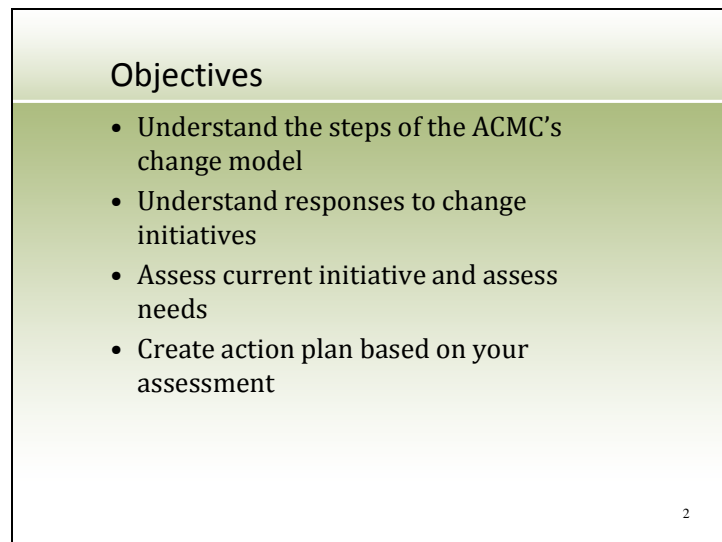 Objectives
• Understand the steps of the ACMC's
change model
• Understand responses to change
initiatives
• Assess current initiative and assess
needs
• Create action plan based on your
assessment
2